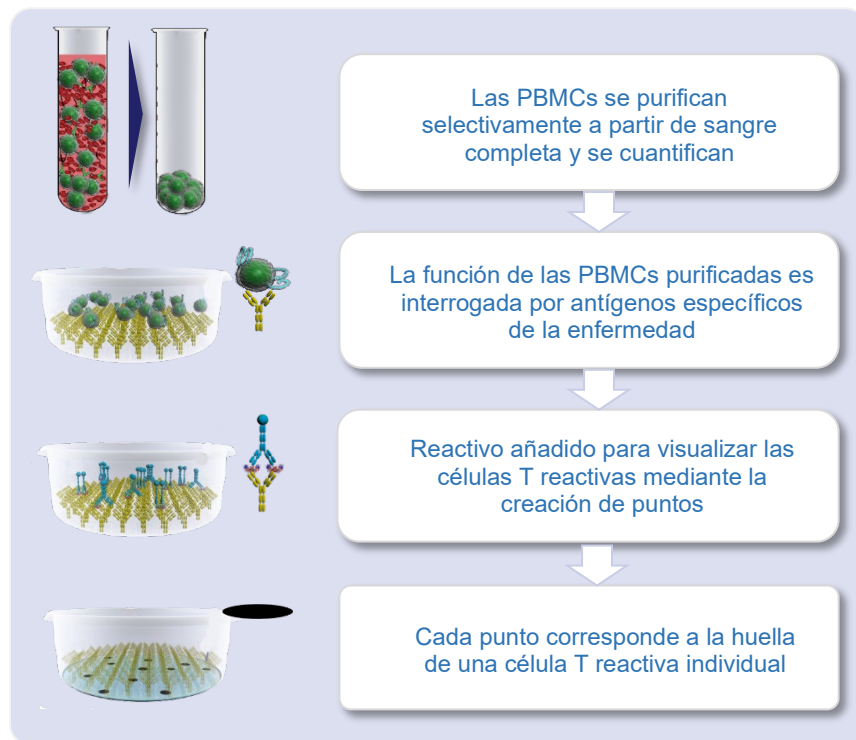 Las PBMCs se purifican
selectivamente a partir de sangre
completa y se cuantifican
La función de las PBMCs purificadas es
interrogada por antígenos específicos
de la enfermedad
Reactivo añadido para visualizar las
células T reactivas mediante la
creación de puntos
Cada punto corresponde a la huella
de una célula T reactiva individual